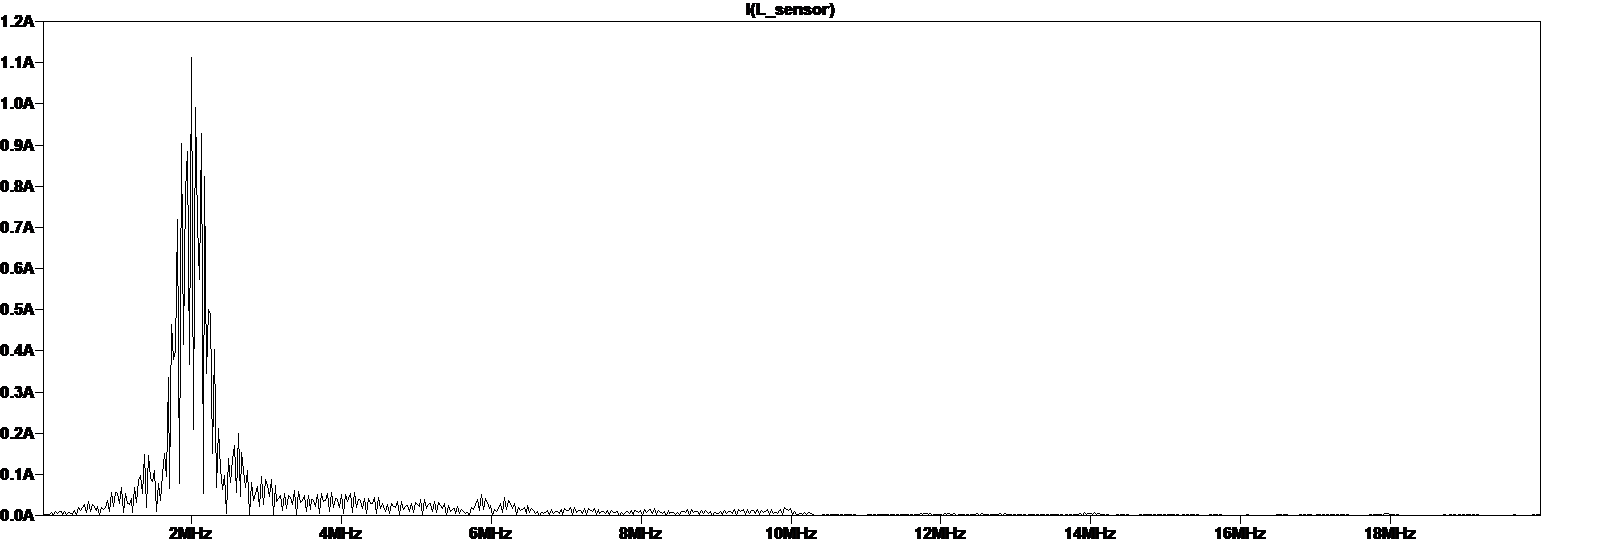 I(L_sensor)
1.2A
1.1A
1.0A
0.9A
0.8A
0.7A
0.6A
0.5A
0.4A
0.3A
0.2A
0.1A
0.0A
2MHz 4MHz 6MHz 8MHz 10MHz 12MHz 14MHz 16MHz 18MHz